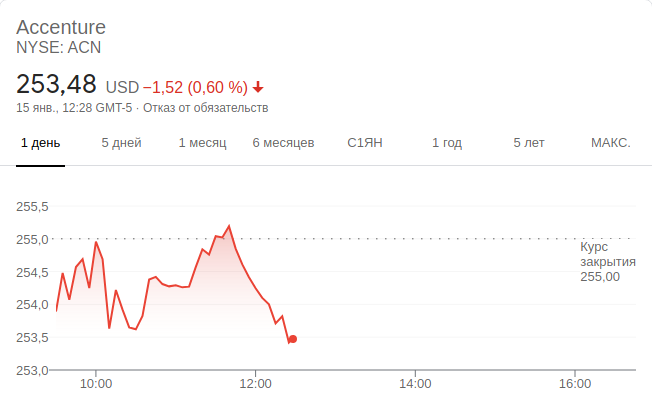 Accenture
NYSE: ACN
253,48 USD −1,52 (0,60 %)
15 янв., 12:28 GMT-5 · Отказ от обязательств
1 день 5 дней 1 месяц 6 месяцев С1ЯН 1 год 5 лет МАКС.
255,5
255,0
Курс
закрытия
255,00
254,5
254,0
253,5
253,0
10:00 12:00 14:00 16:00